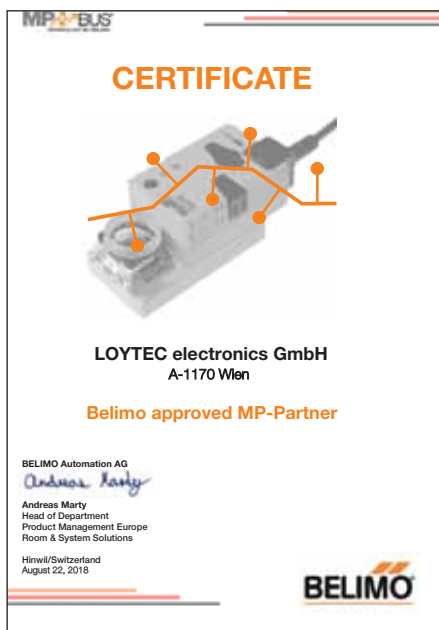 MP BUS
CERTIFICATE
LOYTEC electronics GmbH
A-1170 Wien
Belimo approved MP-Partner
BELIMO Automation AG
Andreas Marty
Andreas Marty
Head of Department
Product Management Europe
Room & System Solutions
Hinwil/Switzerland
August 22, 2018
BELIMO